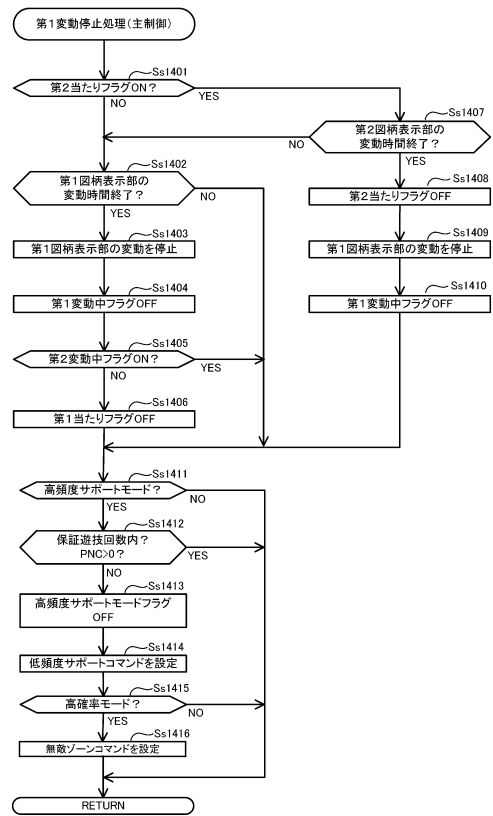 第1変動停止処理(主制御)
Ss1401
第2当たりフラグON?
NO
YES
Ss1407
第2図柄表示部の
変動時間終了?
NO
YES
Ss1402
第1図柄表示部の
変動時間終了?
NO
YES
Ss1408
第2当たりフラグOFF
Ss1403
第1図柄表示部の変動を停止
Ss1409
第1図柄表示部の変動を停止
Ss1404
第1変動中フラグOFF
Ss1410
第1変動中フラグOFF
Ss1405
第2変動中フラグON?
YES
NO
Ss1406
第1当たりフラグOFF
Ss1411
高頻度サポートモード?
NO
YES
Ss1412
保証遊技回数内?
PNC>0?
YES
NO
Ss1413
高頻度サポートモードフラグ
OFF
Ss1414
低頻度サポートコマンドを設定
Ss1415
高確率モード?
NO
YES
Ss1416
無敵ゾーンコマンドを設定
RETURN